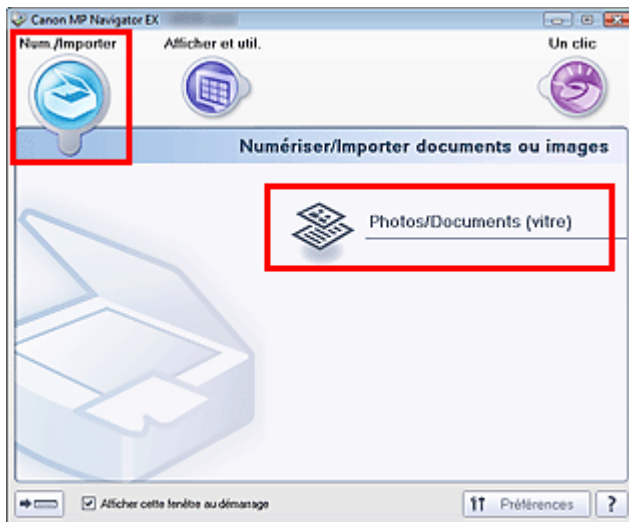 Canon MP Navigator EX
Num./Importer
Afficher et util.
Un clic
Numériser/Importer documents ou images
Photos/Documents (vitre)
Afficher cette fenêtre au démarrage
Préférences
?